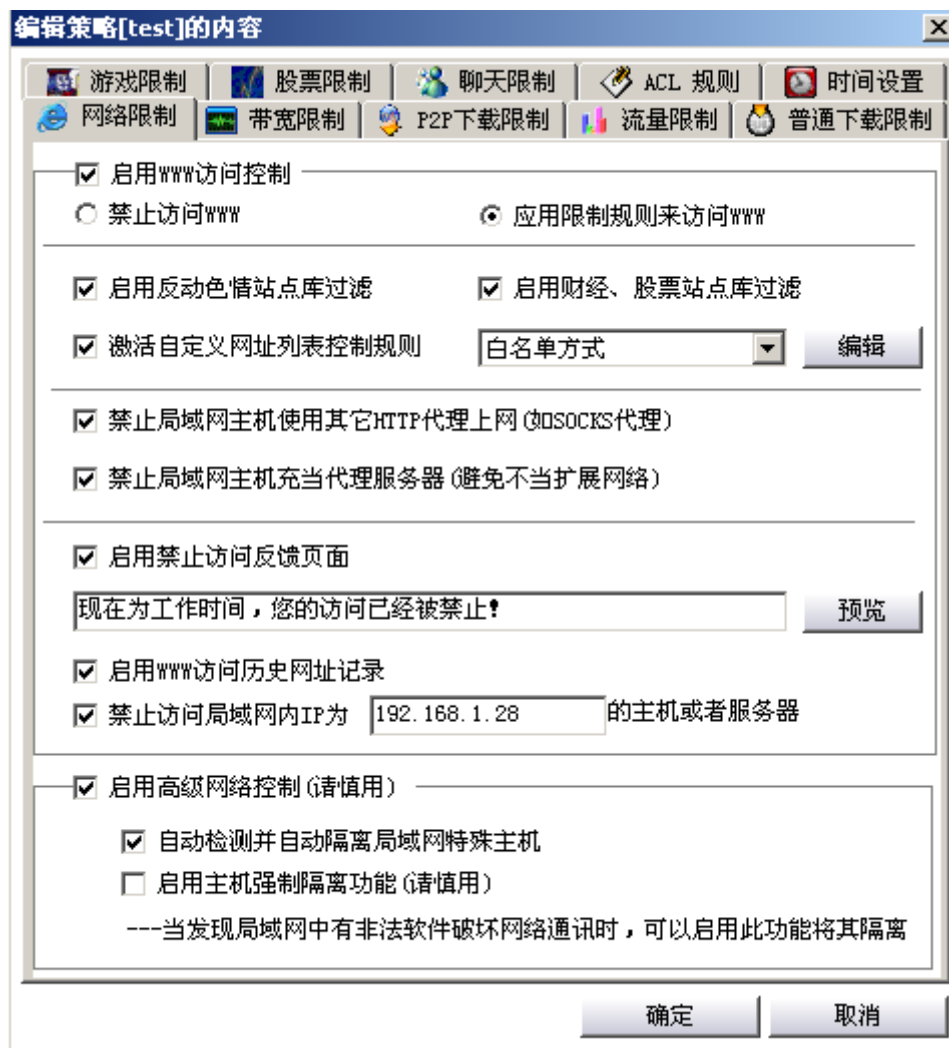 编辑策略[test]的内容
游戏限制 股票限制 聊天限制 ACL 规则 时间设置
网络限制 带宽限制 P2P下载限制 流量限制 普通下载限制
启用WWW访问控制
禁止访问WWW 应用限制规则来访问WWW
启用反动色情站点库过滤 启用财经、股票站点库过滤
激活自定义网址列表控制规则 白名单方式 编辑
禁止局域网主机使用其它HTTP代理上网(如SOCKS代理)
禁止局域网主机充当代理服务器(避免不当扩展网络)
启用禁止访问反馈页面
现在为工作时间，您的访问已经被禁止! 预览
启用WWW访问历史网址记录
禁止访问局域网内IP为 192.168.1.28 的主机或者服务器
启用高级网络控制(请慎用)
自动检测并自动隔离局域网特殊主机
启用主机强制隔离功能(请慎用)
---当发现局域网中有非法软件破坏网络通讯时，可以启用此功能将其隔离
确定 取消